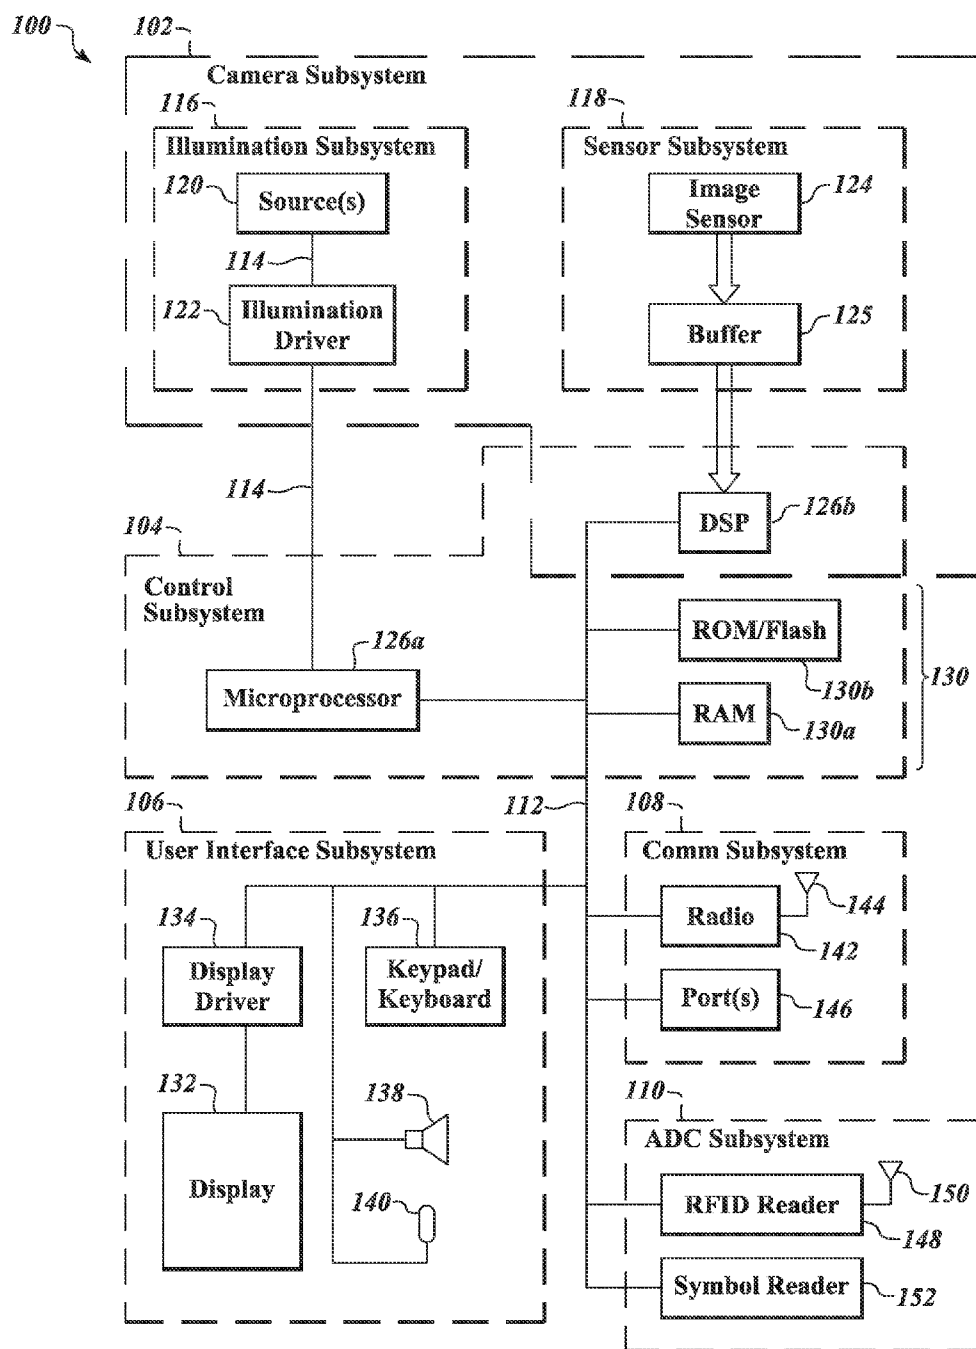 100
102
Camera Subsystem
116
Illumination Subsystem
120
Source(s)
114
122
Illumination
Driver
118
Sensor Subsystem
Image
Sensor
124
Buffer
125
114
DSP
126b
104
Control
Subsystem
126a
Microprocessor
ROM/Flash
130b
RAM
130a
130
112
106
User Interface Subsystem
134
Display
Driver
136
Keypad/
Keyboard
132
Display
138
140
108
Comm Subsystem
Radio
144
142
Port(s)
146
110
ADC Subsystem
RFID Reader
150
148
Symbol Reader
152